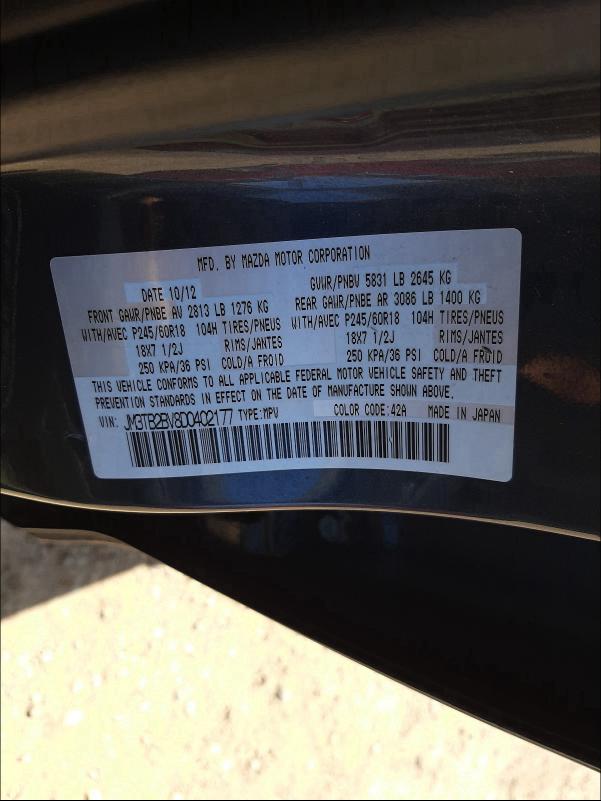 MFD. BY MAZDA MOTOR CORPORATION
DATE 10/12 GVWR/PNBV 5831 LB 2645 KG
FRONT GAWR/PNBE AV 2813 LB 1276 KG REAR GAWR/PNBE AR 3086 LB 1400 KG
WITH/AVEC P245/60R18 104H TIRES/PNEUS WITH/AVEC P245/60R18 104H TIRES/PNEUS
18X7 1/2J RIMS/JANTES 18X7 1/2J RIMS/JANTES
250 KPA/36 PSI COLD/A FROID 250 KPA/36 PSI COLD/A FROID
THIS VEHICLE CONFORMS TO ALL APPLICABLE FEDERAL MOTOR VEHICLE SAFETY AND THEFT
PREVENTION STANDARDS IN EFFECT ON THE DATE OF MANUFACTURE SHOWN ABOVE.
VIN: JM3TB2BV8D0402177 TYPE:MPV COLOR CODE:42A MADE IN JAPAN